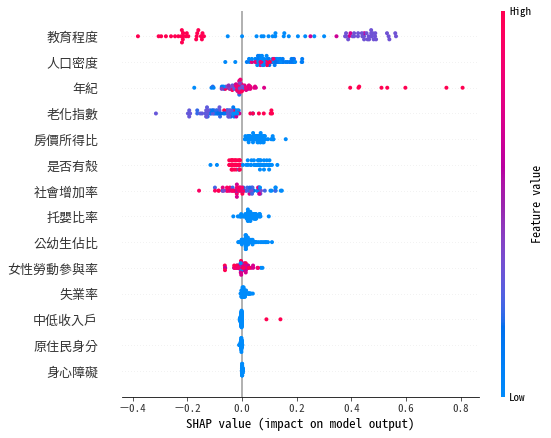 High
教育程度
人口密度
年紀
老化指數
房價所得比
是否有殼
社會增加率
托嬰比率
公幼生佔比
女性勞動參與率
失業率
中低收入戶
原住民身分
身心障礙
Feature value
Low
−0.4 −0.2 0.0 0.2 0.4 0.6 0.8
SHAP value (impact on model output)